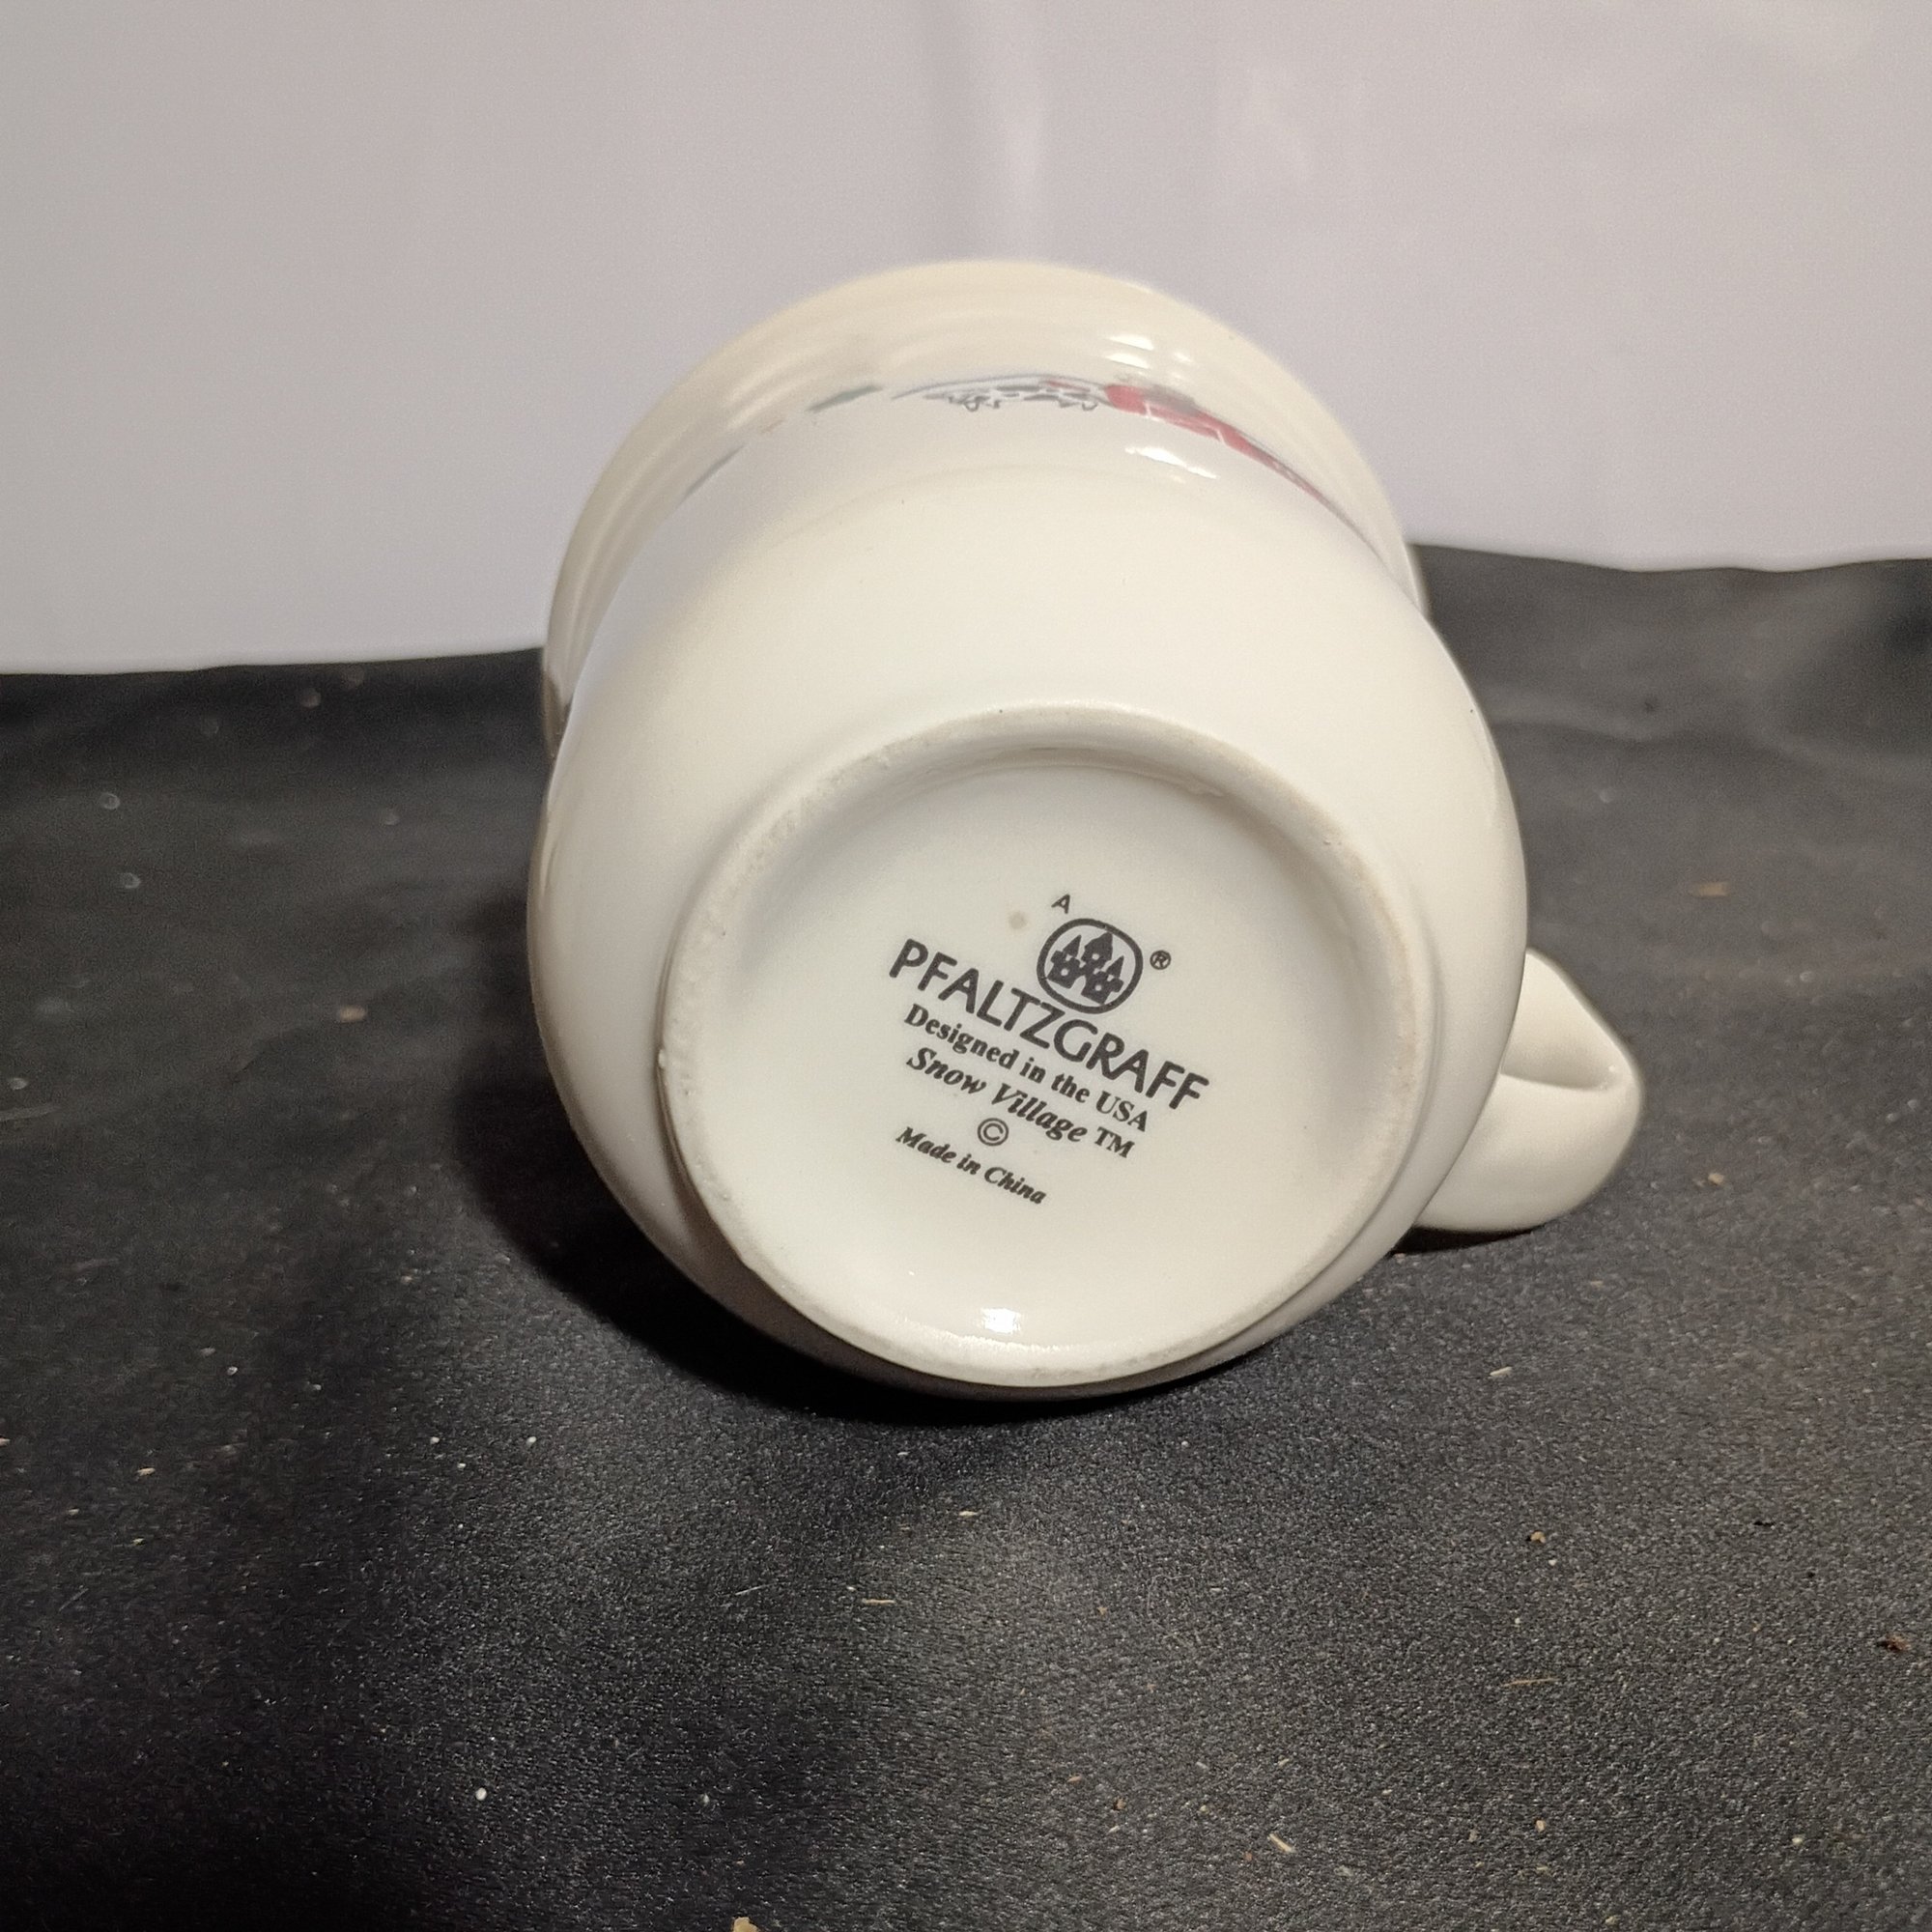 A
®
PFALTZGRAFF
Designed in the USA
Snow Village ™
©
Made in China